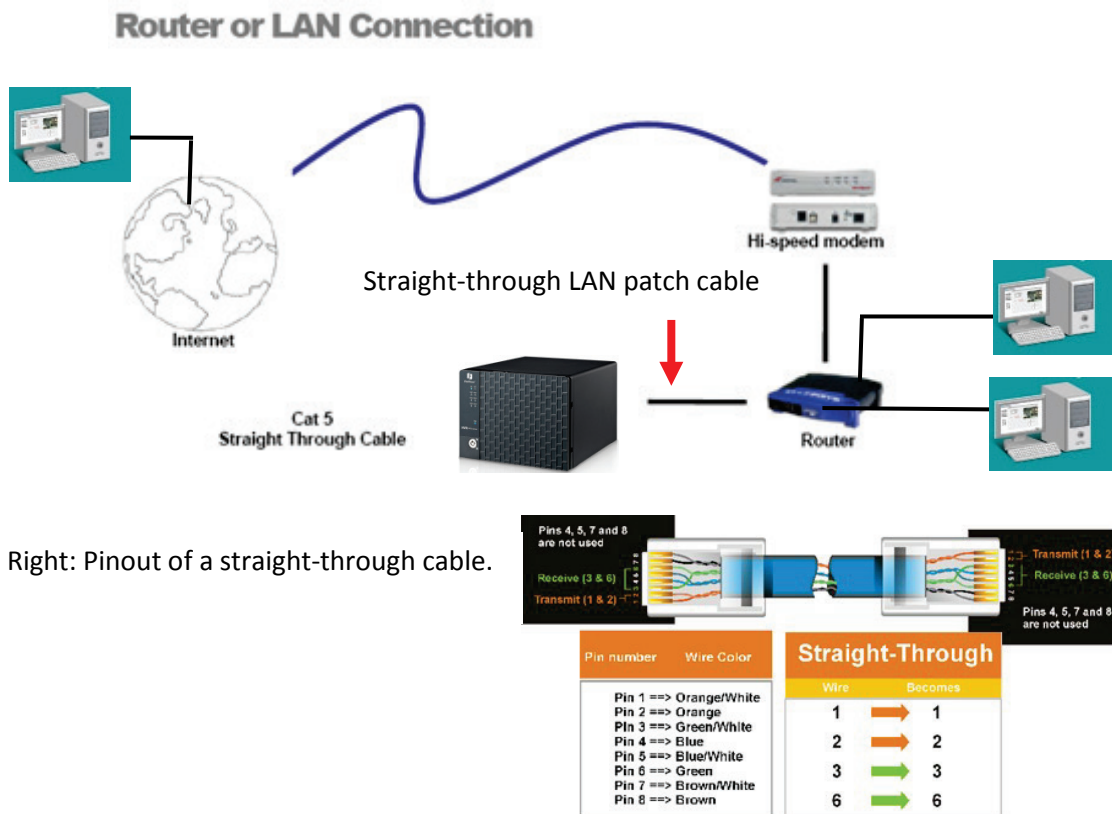 Router or LAN Connection
Hi-speed modem
Straight-through LAN patch cable
Internet
Cat 5
Straight Through Cable
Router
Right: Pinout of a straight-through cable.
Pins 4, 5, 7 and 8
are not used
Receive (3 & 6)
Transmit (1 & 2)
Transmit (1 & 2
Receive (3 & 6)
Pins 4, 5, 7 and 8
are not used
Pin number Wire Color
Pin 1 ==> Orange/White
Pin 2 ==> Orange
Pin 3 ==> Green/White
Pin 4 ==> Blue
Pin 5 ==> Blue/White
Pin 6 ==> Green
Pin 7 ==> Brown/White
Pin 8 ==> Brown
Straight-Through
Wire Becomes
1 1
2 2
3 3
6 6